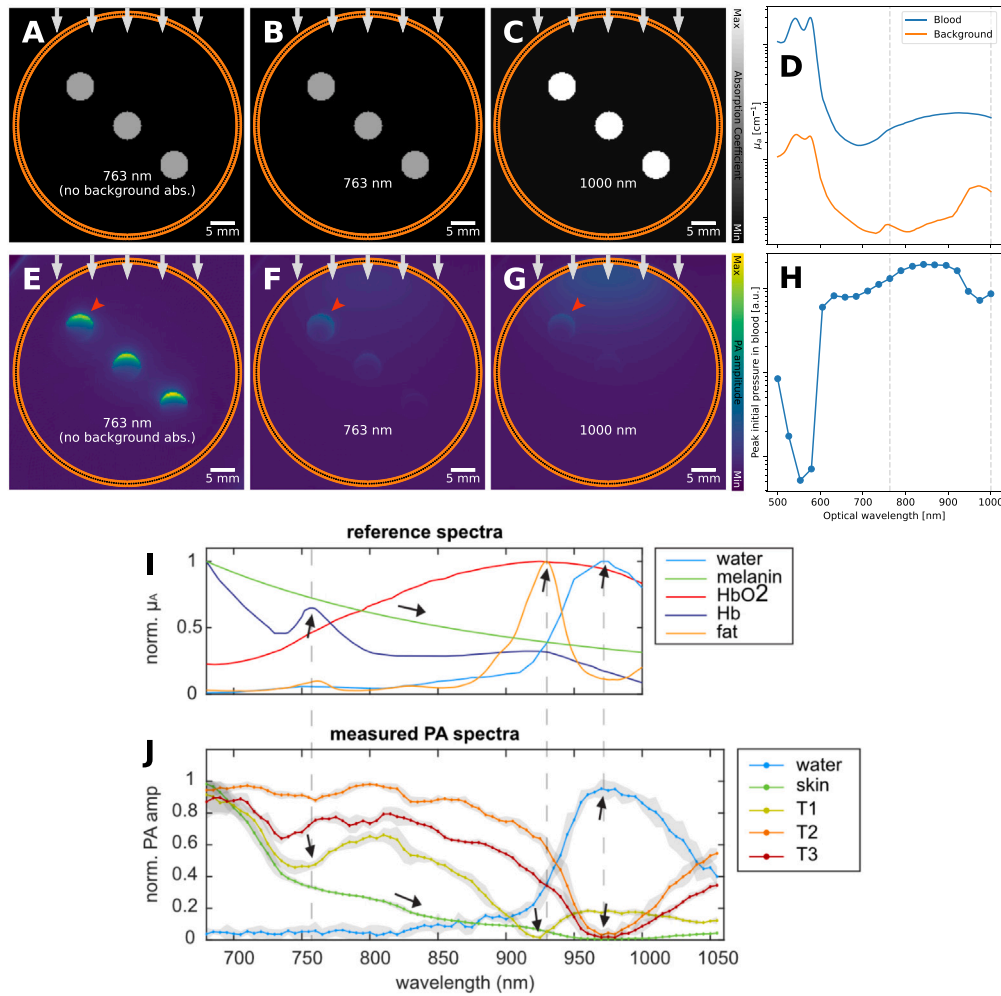 A
763 nm
(no background abs.)
5 mm
B
763 nm
5 mm
C
1000 nm
5 mm
Max
Absorption Coefficient
Min
D
Blood
Background
μa [cm⁻¹]
E
763 nm
(no background abs.)
5 mm
F
763 nm
5 mm
G
1000 nm
5 mm
Max
PA amplitude
Min
H
Peak initial pressure in blood [a.u.]
500 600 700 800 900 1000
Optical wavelength [nm]
I
reference spectra
norm. μA
1
0.5
0
water
melanin
HbO2
Hb
fat
J
measured PA spectra
norm. PA amp
1
0.8
0.6
0.4
0.2
0
700 750 800 850 900 950 1000 1050
wavelength (nm)
water
skin
T1
T2
T3